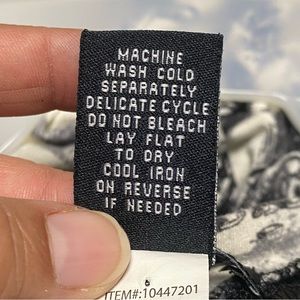 MACHINE
WASH COLD
SEPARATELY
DELICATE CYCLE
DO NOT BLEACH
LAY FLAT
TO DRY
COOL IRON
ON REVERSE
IF NEEDED
ITEM#:10447201